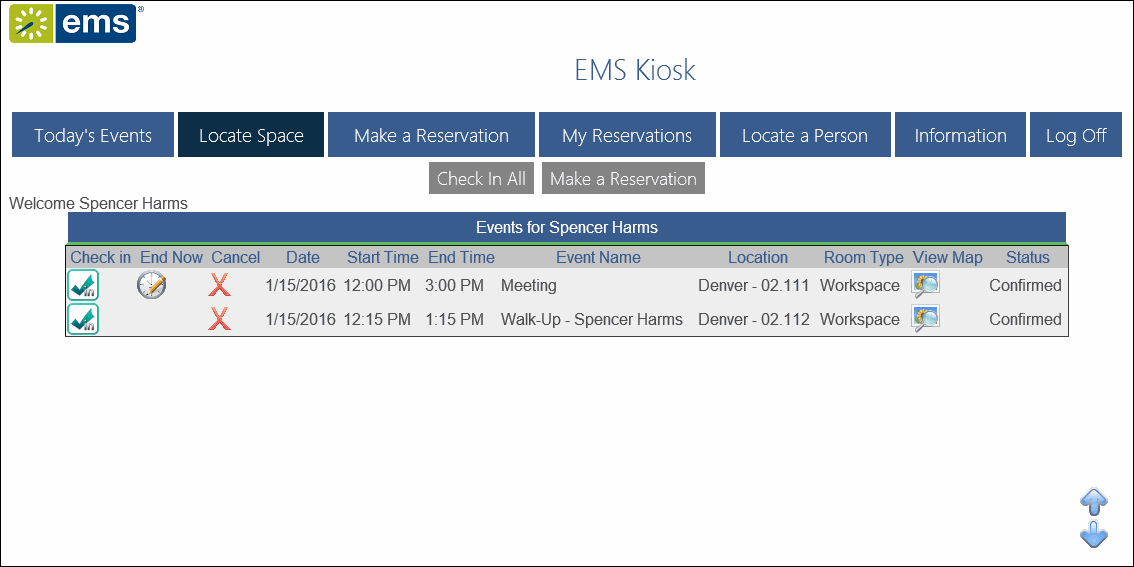 ems®
EMS Kiosk
Today's Events Locate Space Make a Reservation My Reservations Locate a Person Information Log Off
Check In All Make a Reservation
Welcome Spencer Harms
Events for Spencer Harms
Check in End Now Cancel Date Start Time End Time Event Name Location Room Type View Map Status
in 1/15/2016 12:00 PM 3:00 PM Meeting Denver - 02.111 Workspace Confirmed
in 1/15/2016 12:15 PM 1:15 PM Walk-Up - Spencer Harms Denver - 02.112 Workspace Confirmed